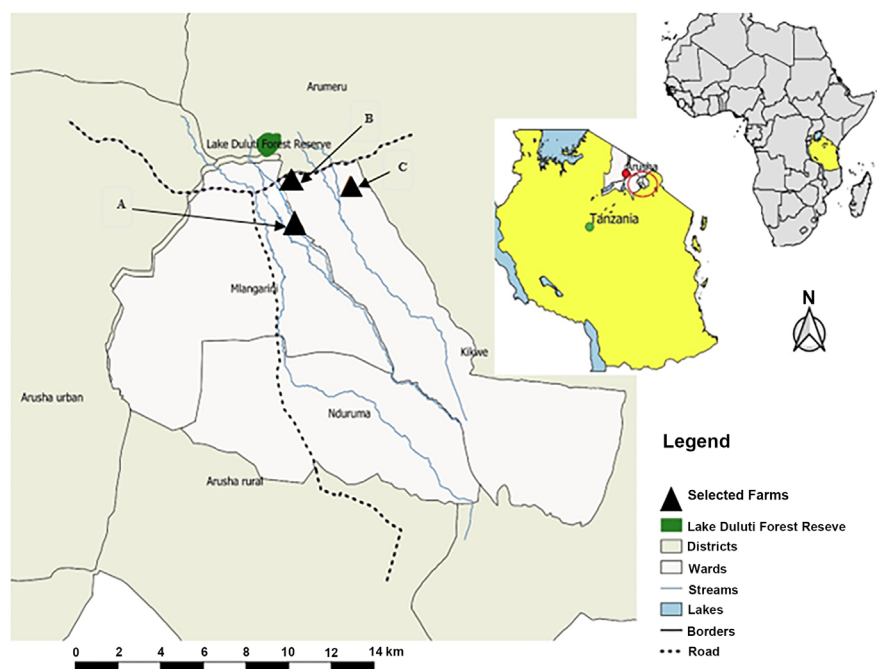 Arumeru
B
Lake Duluti Forest Reserve
C
A
Mlangarini
Kikwe
Arusha urban
Nduruma
Arusha rural
0 2 4 6 8 10 12 14 km
Arusha
Tanzania
N
Legend
Selected Farms
Lake Duluti Forest Reseve
Districts
Wards
Streams
Lakes
Borders
Road